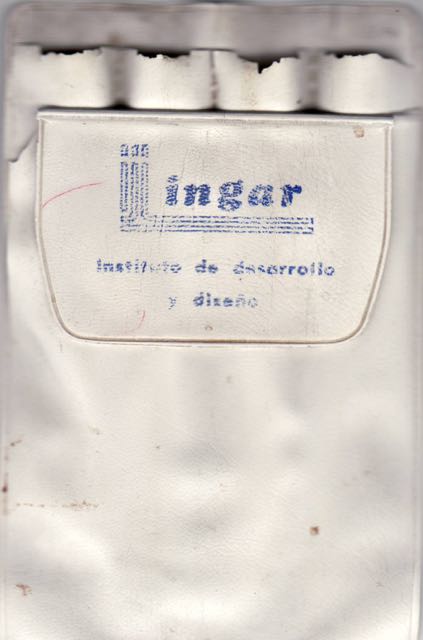 ingar
Instituto de desarrollo
y diseño